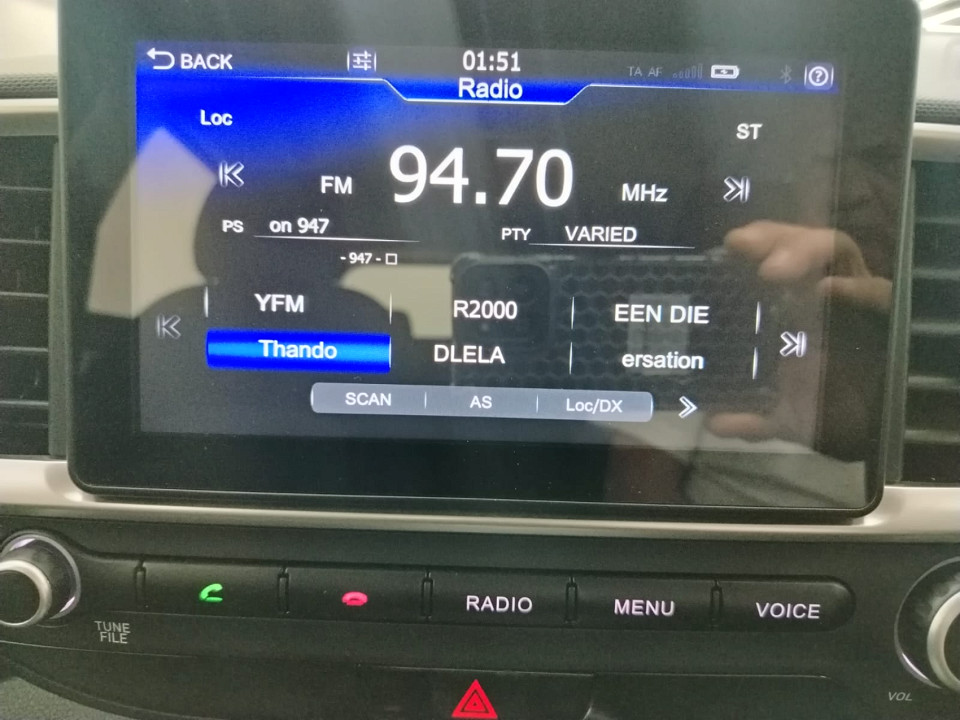 BACK 01:51 TA AF ?
Radio
Loc ST
FM 94.70 MHz
PS on 947 PTY VARIED
- 947 - □
YFM R2000 EEN DIE
Thando DLELA ersation
SCAN AS Loc/DX
RADIO MENU VOICE
TUNE
FILE
VOL